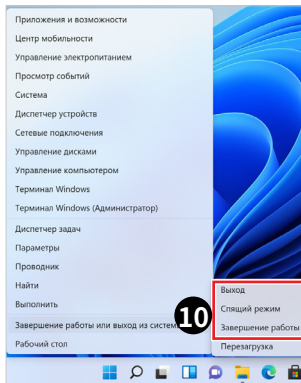 Приложения и возможности
Центр мобильности
Управление электропитанием
Просмотр событий
Система
Диспетчер устройств
Сетевые подключения
Управление дисками
Управление компьютером
Терминал Windows
Терминал Windows (Администратор)
Диспетчер задач
Параметры
Проводник
Найти
Выполнить
Завершение работы или выход из систем
Рабочий стол
10
Выход
Спящий режим
Завершение работы
Перезагрузка